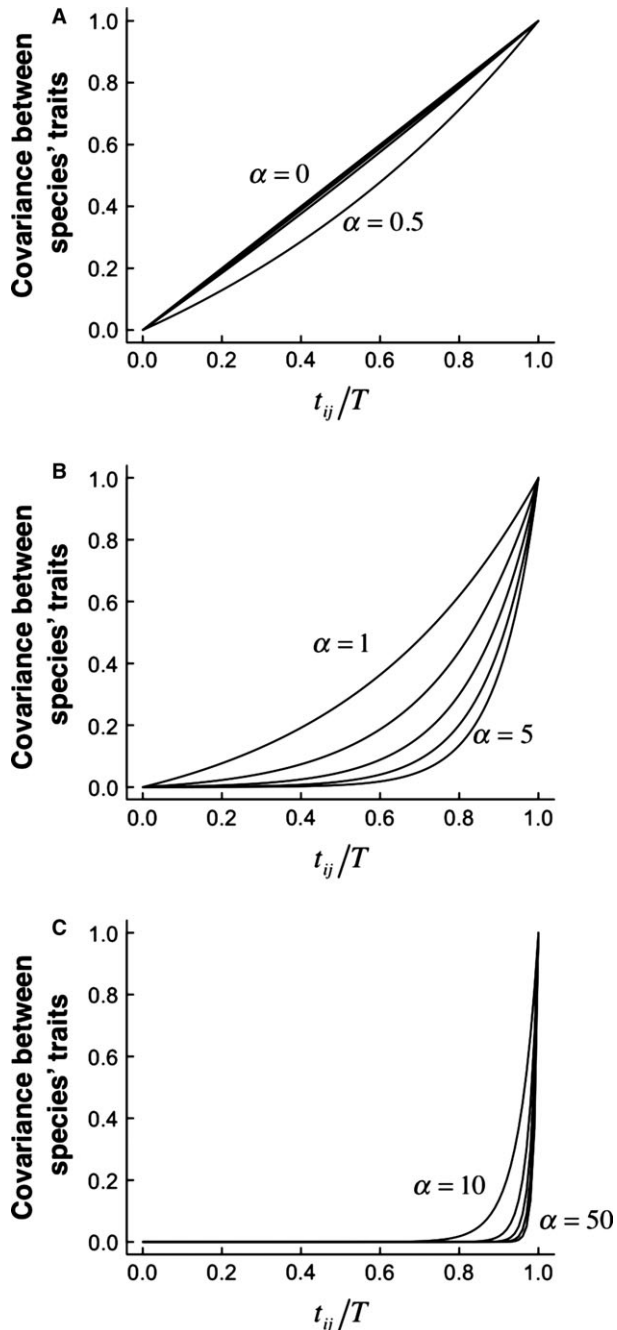 A
Covariance between
species' traits
1.0
0.8
0.6
0.4
0.2
0.0
α = 0
α = 0.5
0.0 0.2 0.4 0.6 0.8 1.0
t_ij/T
B
Covariance between
species' traits
1.0
0.8
0.6
0.4
0.2
0.0
α = 1
α = 5
0.0 0.2 0.4 0.6 0.8 1.0
t_ij/T
C
Covariance between
species' traits
1.0
0.8
0.6
0.4
0.2
0.0
α = 10
α = 50
0.0 0.2 0.4 0.6 0.8 1.0
t_ij/T